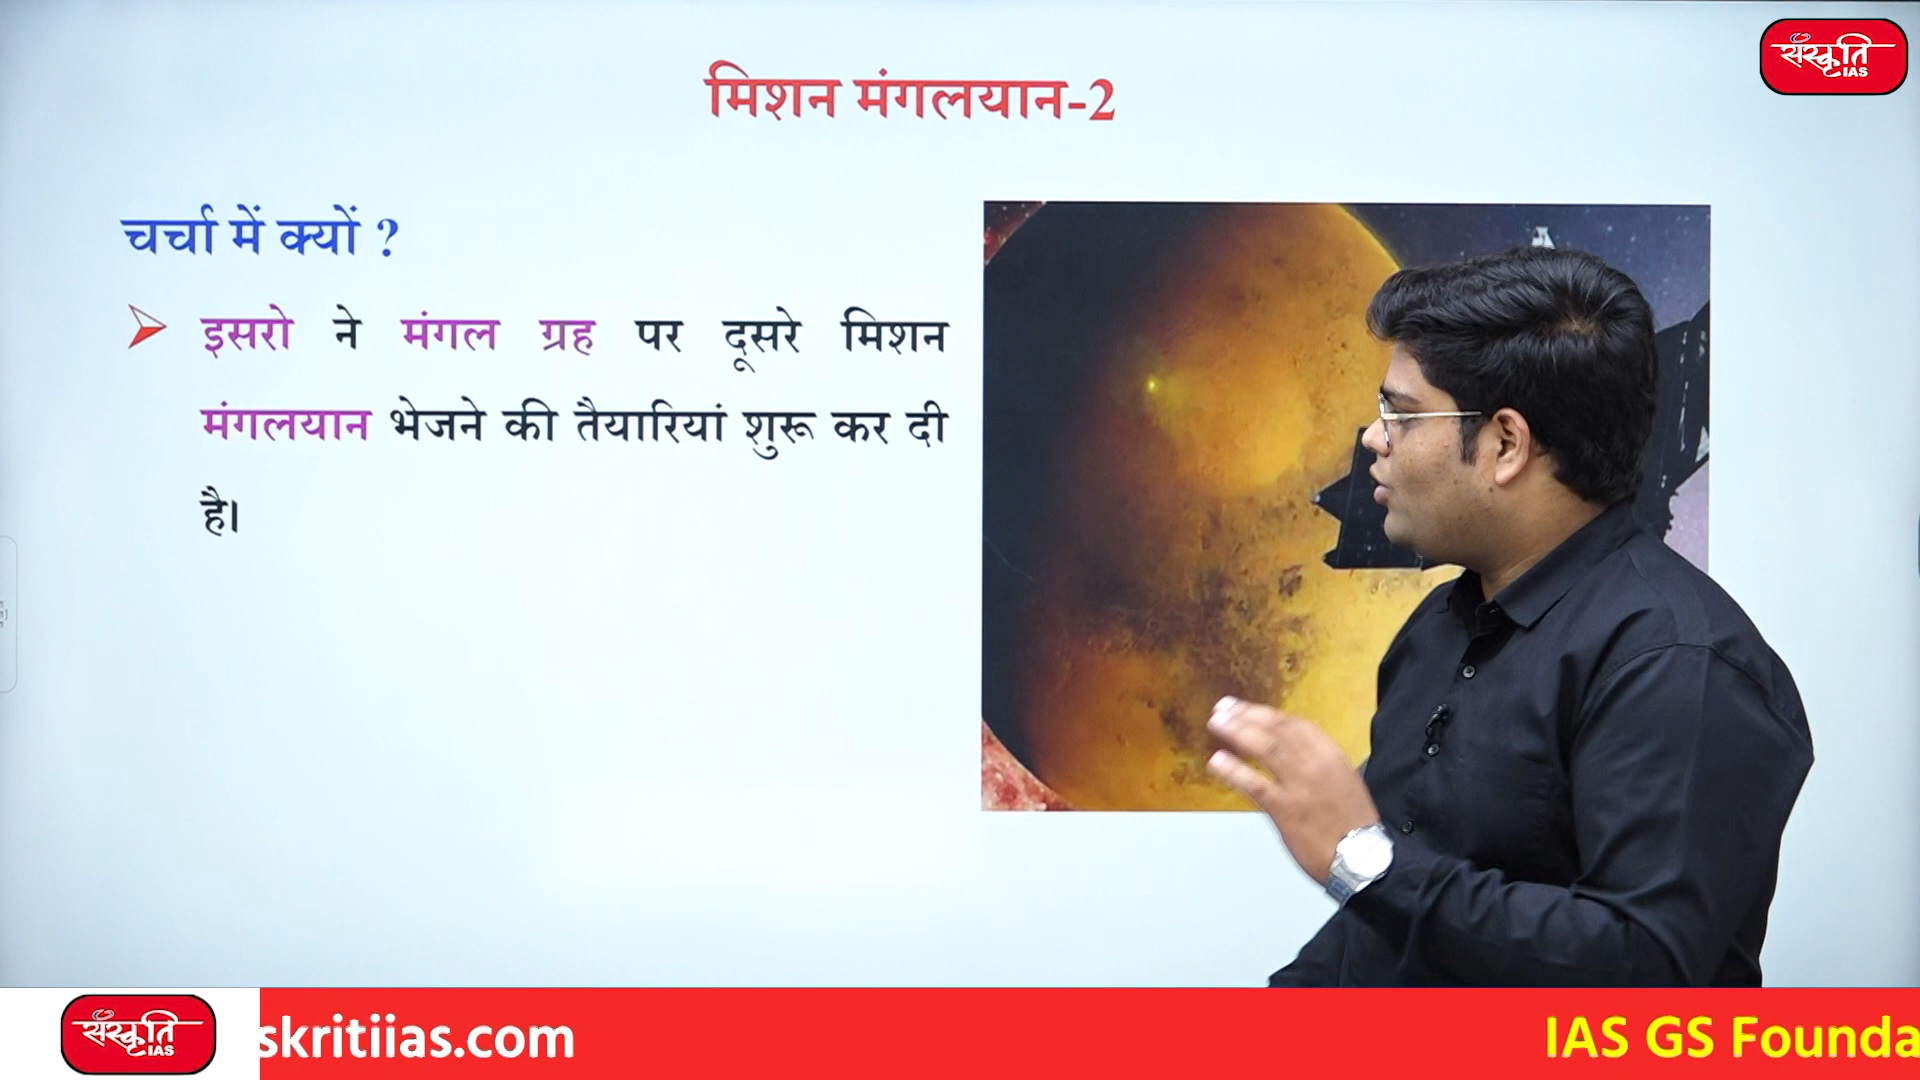 संस्कृति
IAS
मिशन मंगलयान-2
चर्चा में क्यों ?
इसरो ने मंगल ग्रह पर दूसरे मिशन
मंगलयान भेजने की तैयारियां शुरू कर दी
है।
संस्कृति
IAS
skritiias.com
IAS GS Founda